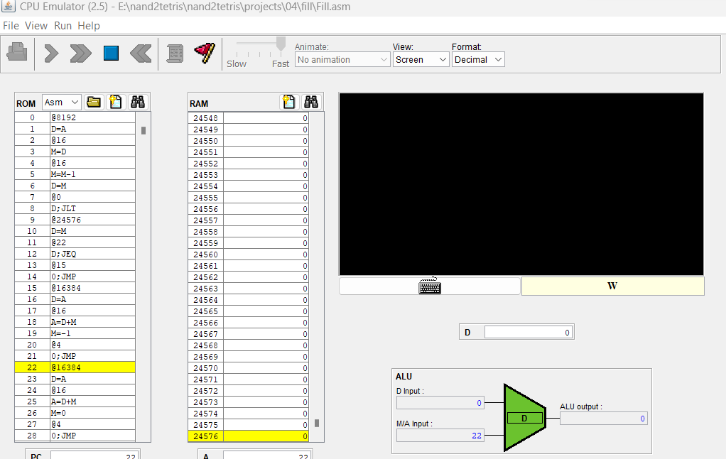 CPU Emulator (2.5) - E:\nand2tetris\nand2tetris\projects\04\fill\Fill.asm
File View Run Help
Slow Fast
Animate:
No animation
View:
Screen
Format:
Decimal
ROM Asm
0 @8192
1 D=A
2 @16
3 M=D
4 @16
5 M=M-1
6 D=M
7 @0
8 D;JLT
9 @24576
10 D=M
11 @22
12 D;JEQ
13 @15
14 0;JMP
15 @16384
16 D=A
17 @16
18 A=D+M
19 M=-1
20 @4
21 0;JMP
22 @16384
23 D=A
24 @16
25 A=D+M
26 M=0
27 @4
28 0;JMP
PC 22
RAM
24548 0
24549 0
24550 0
24551 0
24552 0
24553 0
24554 0
24555 0
24556 0
24557 0
24558 0
24559 0
24560 0
24561 0
24562 0
24563 0
24564 0
24565 0
24566 0
24567 0
24568 0
24569 0
24570 0
24571 0
24572 0
24573 0
24574 0
24575 0
24576 0
A 22
W
D 0
ALU
D Input :
0
M/A Input :
22
D
ALU output :
0